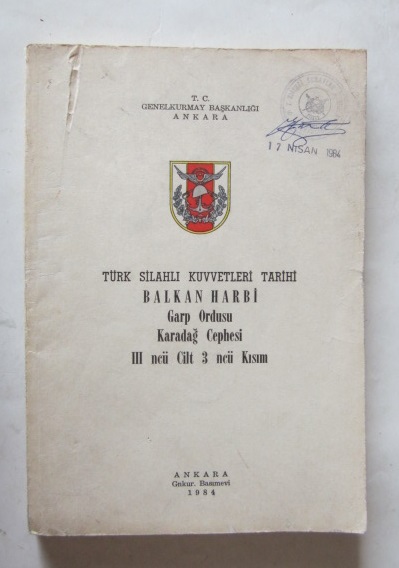 T. C.
GENELKURMAY BAŞKANLIĞI
ANKARA
17 NİSAN 1984
TÜRK SİLAHLI KUVVETLERİ TARİHİ
BALKAN HARBİ
Garp Ordusu
Karadağ Cephesi
III ncü Cilt 3 ncü Kısım
ANKARA
Gnkur. Basımevi
1984